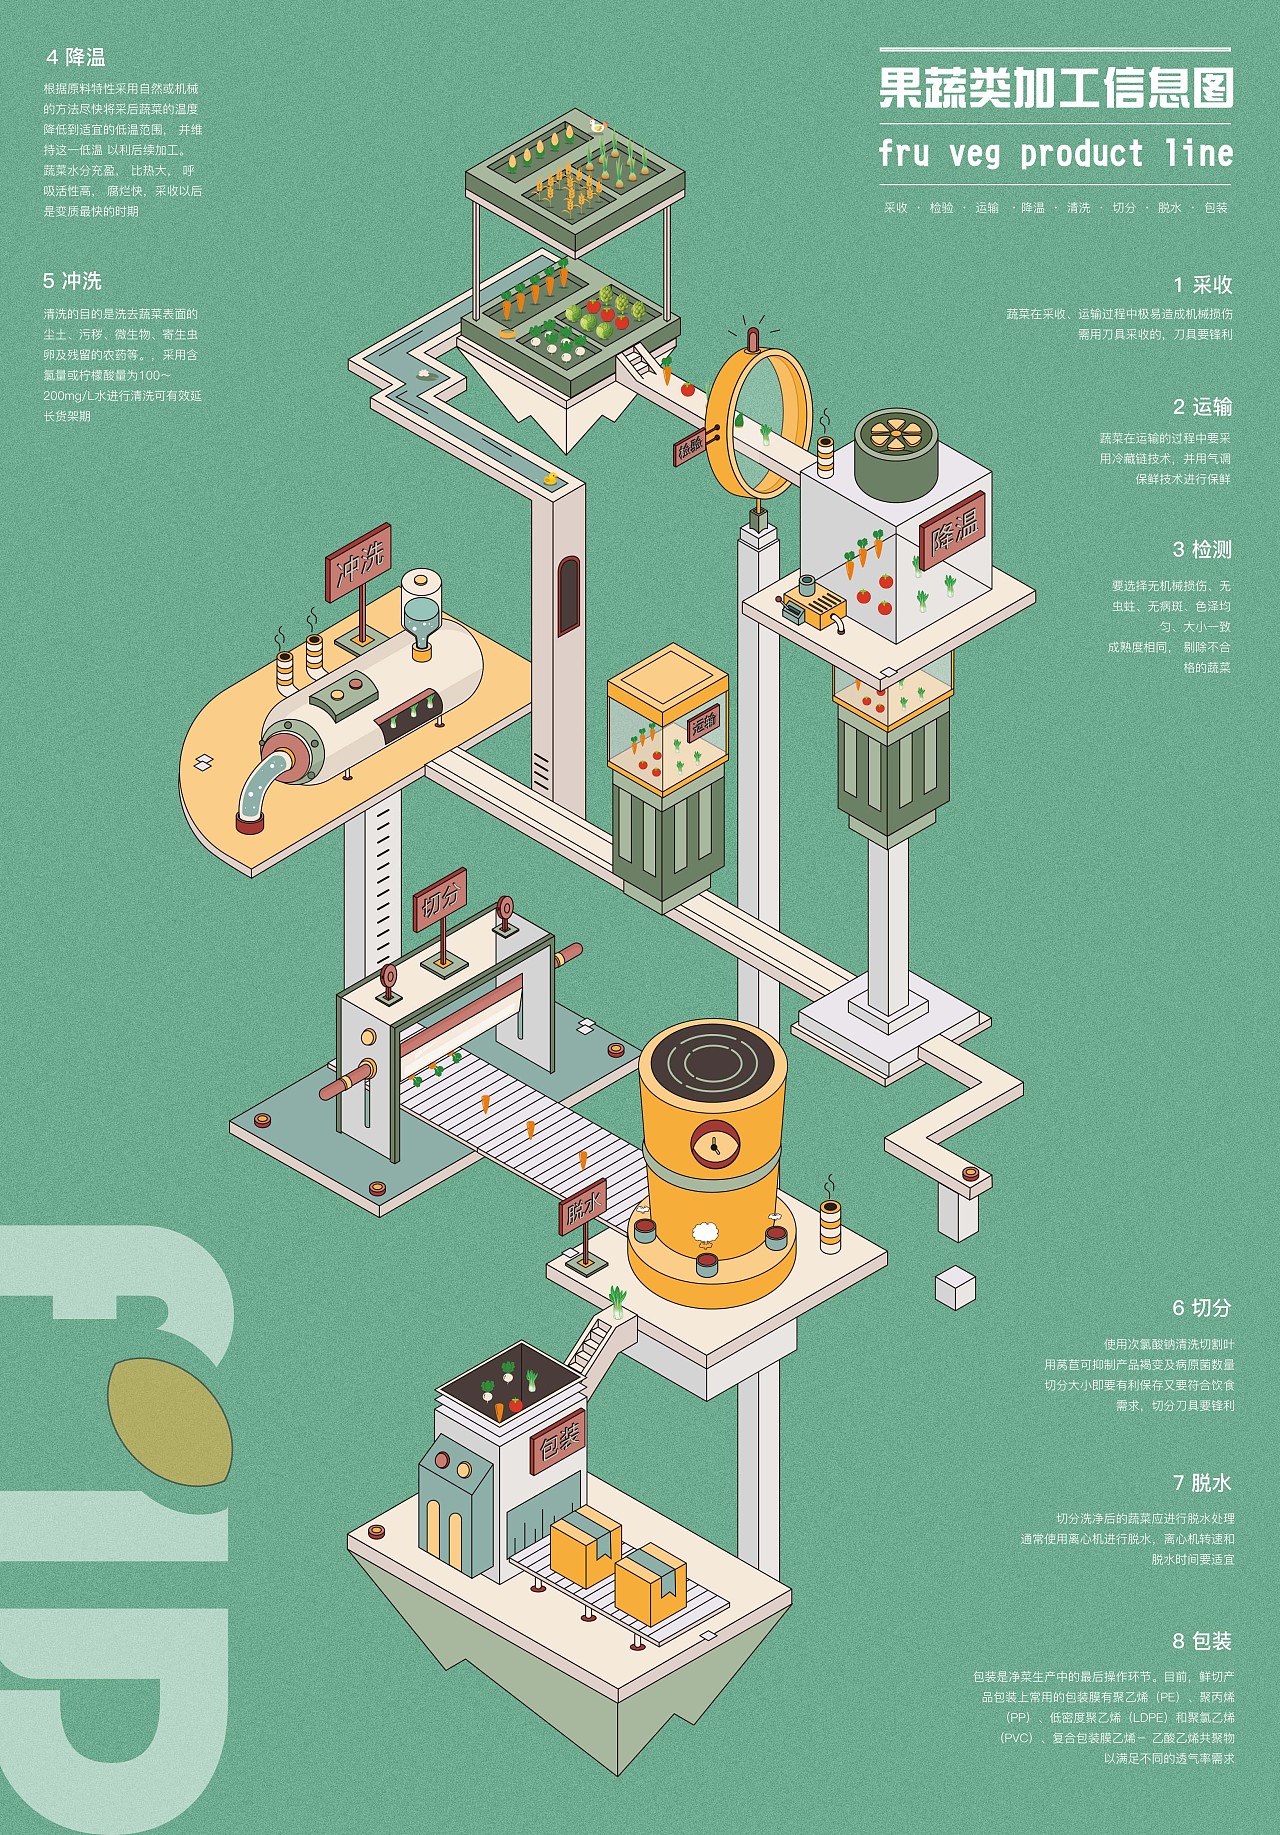 4 降温
根据原料特性采用自然或机械
的方法尽快将采后蔬菜的温度
降低到适宜的低温范围， 并维
持这一低温 以利后续加工。
蔬菜水分充盈， 比热大， 呼
吸活性高， 腐烂快，采收以后
是变质最快的时期
5 冲洗
清洗的目的是洗去蔬菜表面的
尘土、污秽、微生物、寄生虫
卵及残留的农药等。，采用含
氯量或柠檬酸量为100～
200mg/L水进行清洗可有效延
长货架期
果蔬类加工信息图
fru veg product line
采收 · 检验 · 运输 · 降温 · 清洗 · 切分 · 脱水 · 包装
1 采收
蔬菜在采收、运输过程中极易造成机械损伤
需用刀具采收的，刀具要锋利
2 运输
蔬菜在运输的过程中要采
用冷藏链技术，并用气调
保鲜技术进行保鲜
3 检测
要选择无机械损伤、无
虫蛀、无病斑、色泽均
匀、大小一致
成熟度相同， 剔除不合
格的蔬菜
检验
降温
冲洗
运输
切分
脱水
包装
6 切分
使用次氯酸钠清洗切割叶
用莴苣可抑制产品褐变及病原菌数量
切分大小即要有利保存又要符合饮食
需求，切分刀具要锋利
7 脱水
切分洗净后的蔬菜应进行脱水处理
通常使用离心机进行脱水，离心机转速和
脱水时间要适宜
8 包装
包装是净菜生产中的最后操作环节。目前，鲜切产
品包装上常用的包装膜有聚乙烯（PE）、聚丙烯
（PP）、低密度聚乙烯（LDPE）和聚氯乙烯
（PVC）、复合包装膜乙烯－ 乙酸乙烯共聚物
以满足不同的透气率需求